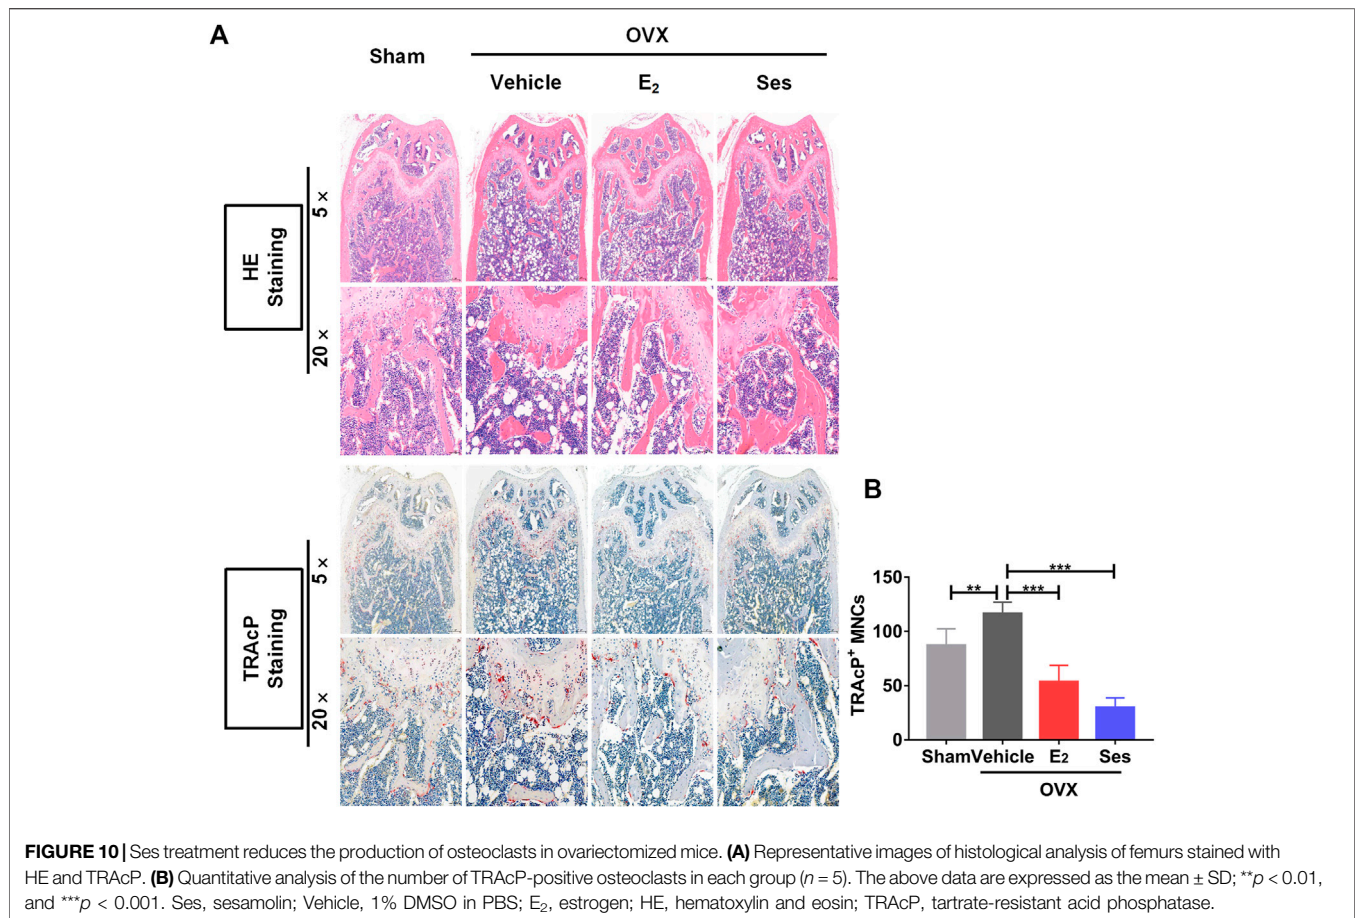 A
OVX
Sham
Vehicle
E₂
Ses
HE
Staining
5 ×
20 ×
TRAcP
Staining
5 ×
20 ×
B
TRAcP⁺ MNCs
150
100
50
0
**
***
***
Sham
Vehicle
E₂
Ses
OVX
FIGURE 10 | Ses treatment reduces the production of osteoclasts in ovariectomized mice. (A) Representative images of histological analysis of femurs stained with
HE and TRAcP. (B) Quantitative analysis of the number of TRAcP-positive osteoclasts in each group (n = 5). The above data are expressed as the mean ± SD; **p < 0.01,
and ***p < 0.001. Ses, sesamolin; Vehicle, 1% DMSO in PBS; E₂, estrogen; HE, hematoxylin and eosin; TRAcP, tartrate-resistant acid phosphatase.